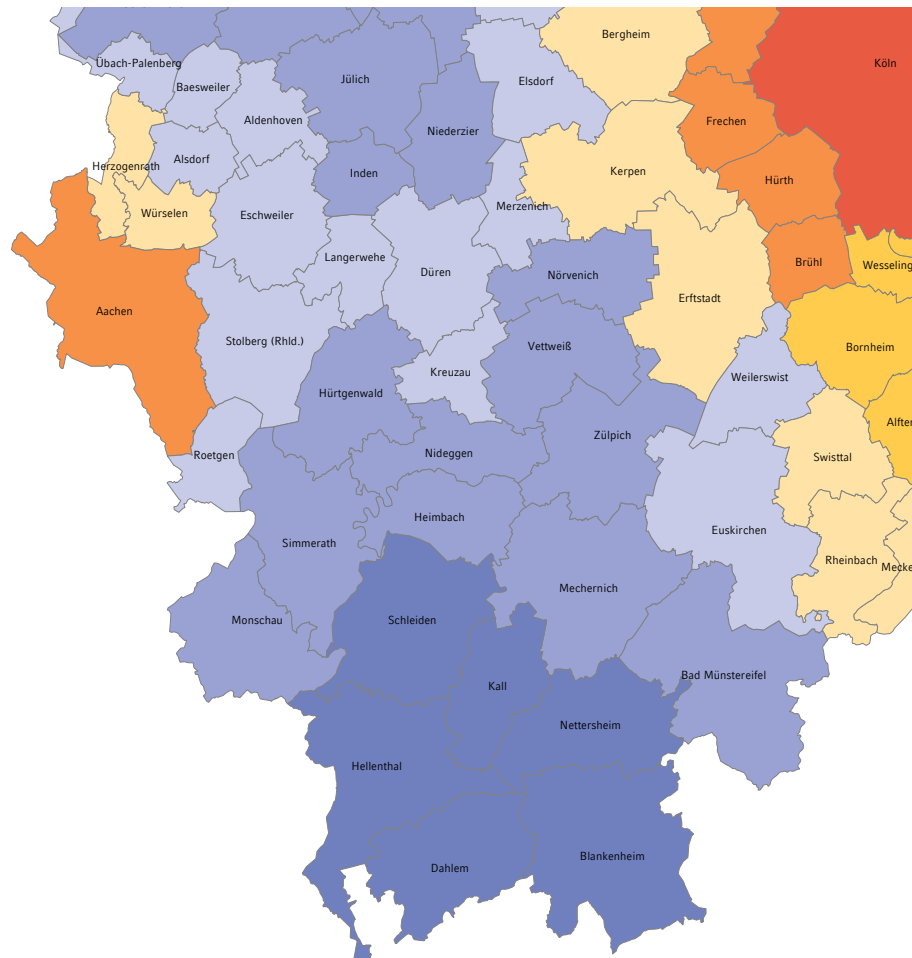 Bergheim
Köln
Übach-Palenberg
Jülich
Elsdorf
Baesweiler
Aldenhoven
Frechen
Niederzier
Alsdorf
Herzogenrath
Inden
Kerpen
Hürth
Merzenich
Würselen
Eschweiler
Langerwehe
Brühl
Wesseling
Düren
Nörvenich
Erftstadt
Aachen
Stolberg (Rhld.)
Vettweiß
Bornheim
Kreuzau
Weilerswist
Hürtgenwald
Alfter
Zülpich
Roetgen
Nideggen
Swisttal
Heimbach
Euskirchen
Simmerath
Rheinbach
Mecke
Mechernich
Monschau
Schleiden
Bad Münstereifel
Kall
Nettersheim
Hellenthal
Blankenheim
Dahlem